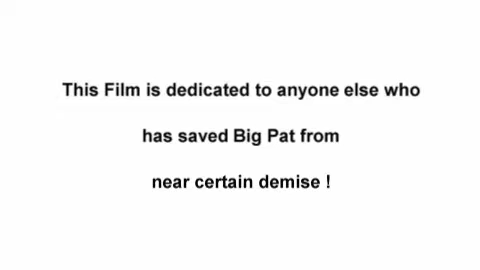 This Film is dedicated to anyone else who
has saved Big Pat from
near certain demise !